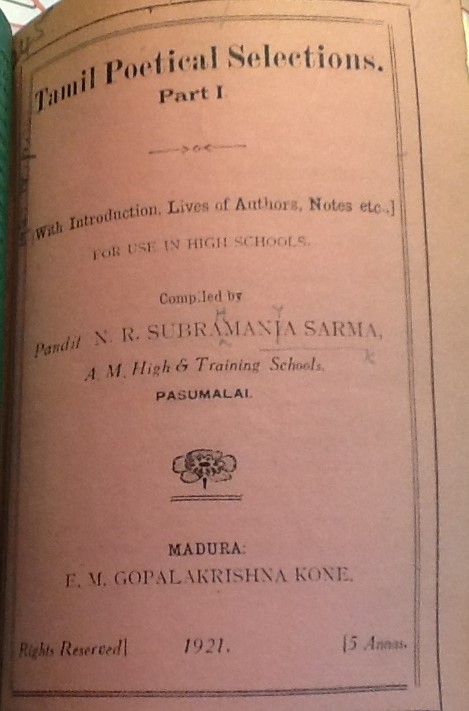 Tamil Poetical Selections.
Part I
[With Introduction, Lives of Authors, Notes etc.,]
FOR USE IN HIGH SCHOOLS.
Compiled by
Pandit N. R. SUBRAMANIA SARMA,
A. M. High & Training Schools,
PASUMALAI.
MADURA:
E. M. GOPALAKRISHNA KONE.
Rights Reserved] 1921. [5 Annas.